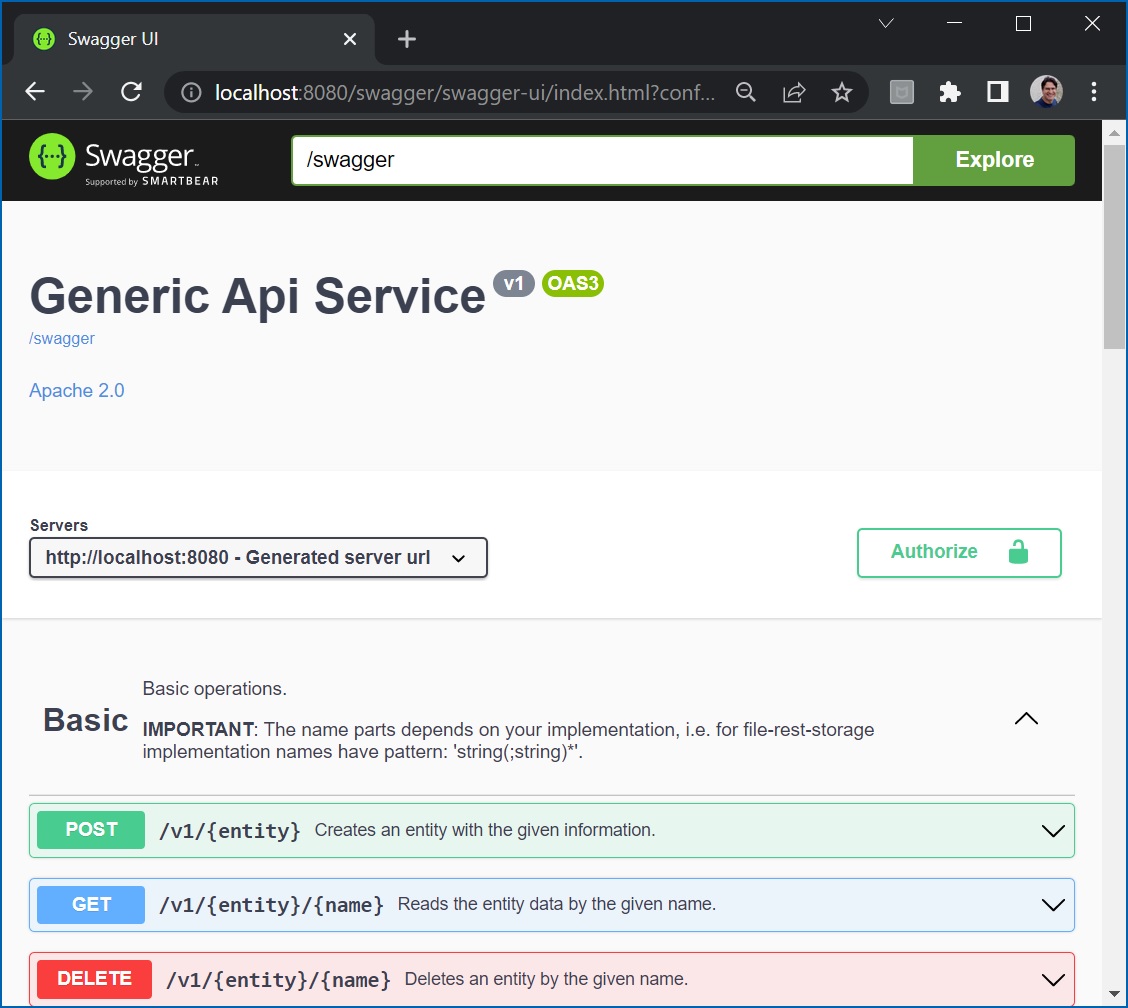 Swagger UI
localhost:8080/swagger/swagger-ui/index.html?conf...
Swagger
Supported by SMARTBEAR
/swagger
Explore
Generic Api Service v1 OAS3
/swagger
Apache 2.0
Servers
http://localhost:8080 - Generated server url
Authorize
Basic
Basic operations.
IMPORTANT: The name parts depends on your implementation, i.e. for file-rest-storage
implementation names have pattern: 'string(;string)*'.
POST /v1/{entity} Creates an entity with the given information.
GET /v1/{entity}/{name} Reads the entity data by the given name.
DELETE /v1/{entity}/{name} Deletes an entity by the given name.